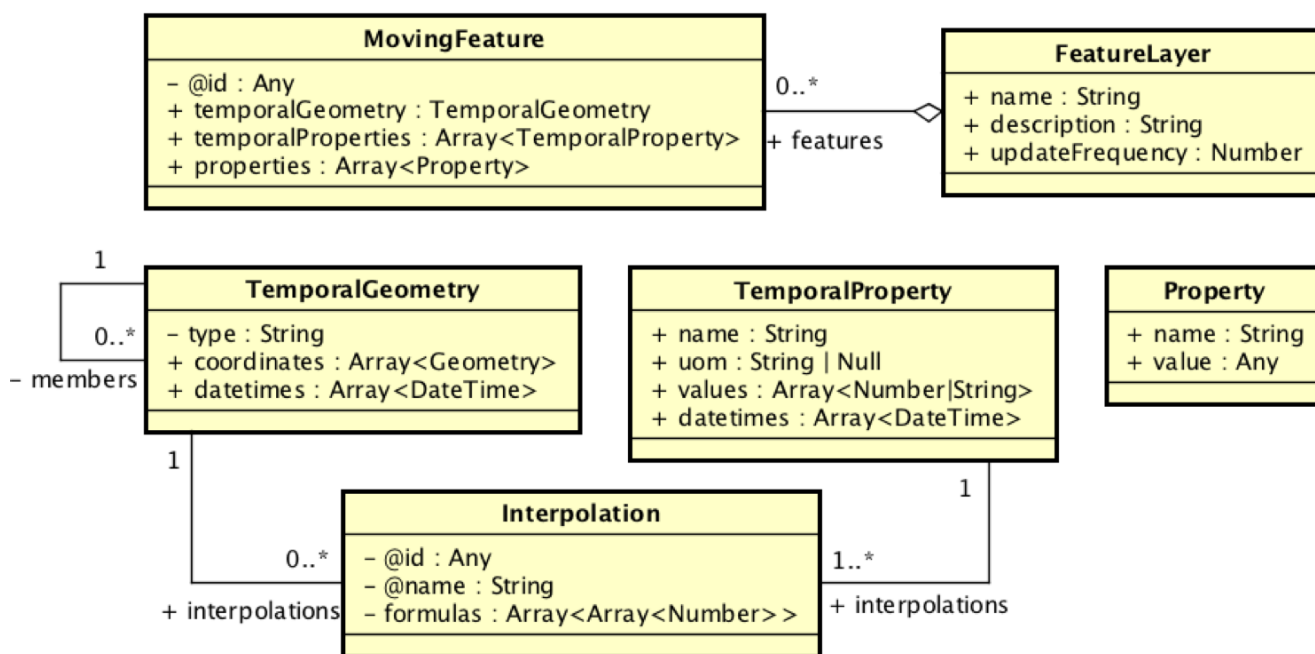 MovingFeature
- @id : Any
+ temporalGeometry : TemporalGeometry
+ temporalProperties : Array<TemporalProperty>
+ properties : Array<Property>
0..*
+ features
FeatureLayer
+ name : String
+ description : String
+ updateFrequency : Number
1
0..*
- members
TemporalGeometry
- type : String
+ coordinates : Array<Geometry>
+ datetimes : Array<DateTime>
TemporalProperty
+ name : String
+ uom : String | Null
+ values : Array<Number|String>
+ datetimes : Array<DateTime>
Property
+ name : String
+ value : Any
1
0..*
+ interpolations
Interpolation
- @id : Any
- @name : String
- formulas : Array<Array<Number> >
1
1..*
+ interpolations